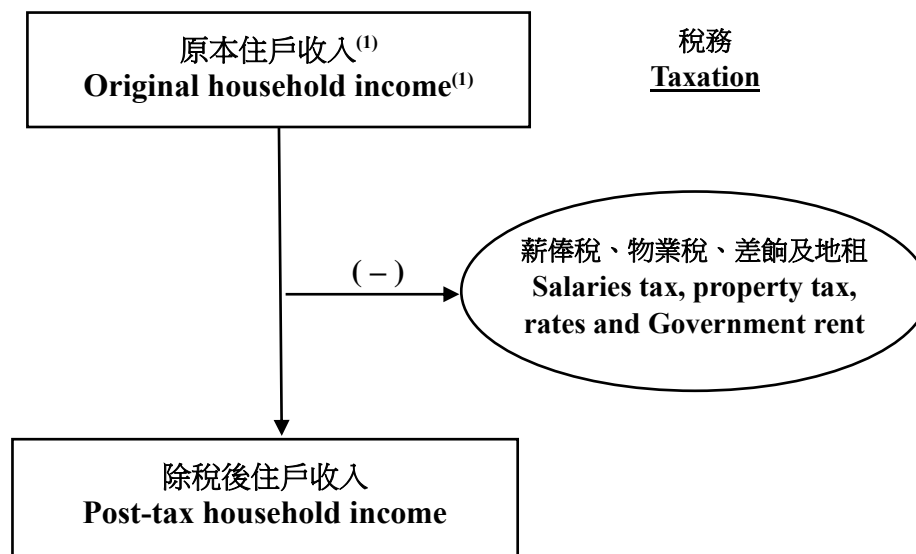 原本住戶收入(1)
Original household income(1)
稅務
Taxation
( – )
薪俸稅、物業稅、差餉及地租
Salaries tax, property tax,
rates and Government rent
除稅後住戶收入
Post-tax household income